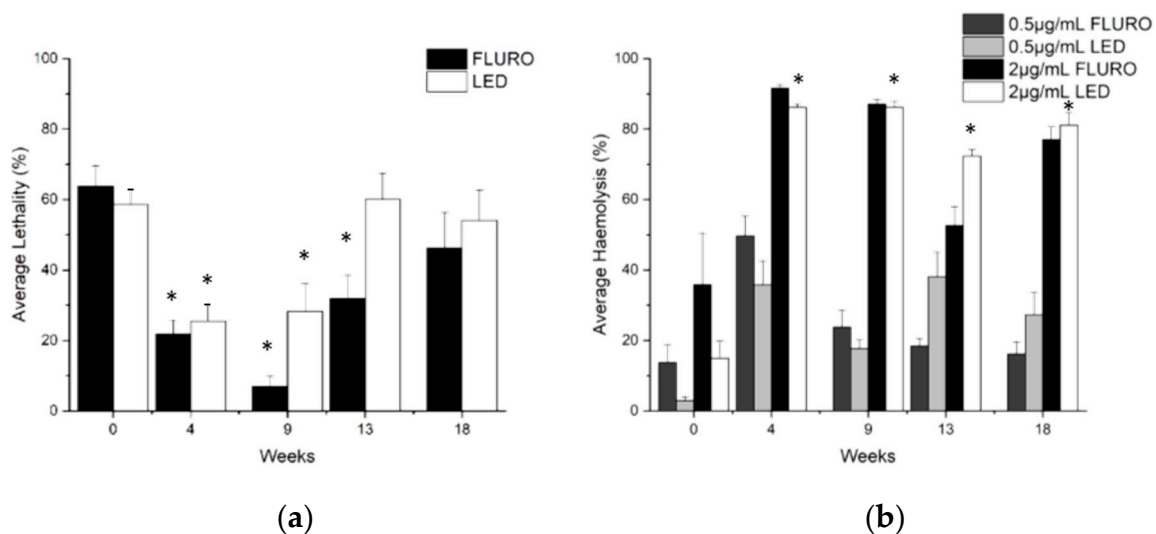 FLURO
LED
100
80
60
40
20
0
Average Lethality (%)
*
*
*
*
*
0
4
9
13
18
Weeks
(a)
0.5µg/mL FLURO
0.5µg/mL LED
2µg/mL FLURO
2µg/mL LED
100
80
60
40
20
0
Average Haemolysis (%)
*
*
*
*
0
4
9
13
18
Weeks
(b)